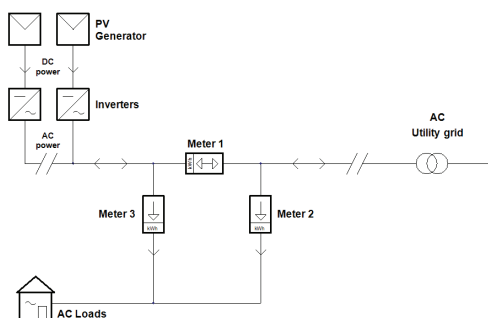 PV
Generator
DC
power
Inverters
AC
power
AC
Utility grid
Meter 1
kWh
Meter 3
Meter 2
kWh
kWh
AC Loads